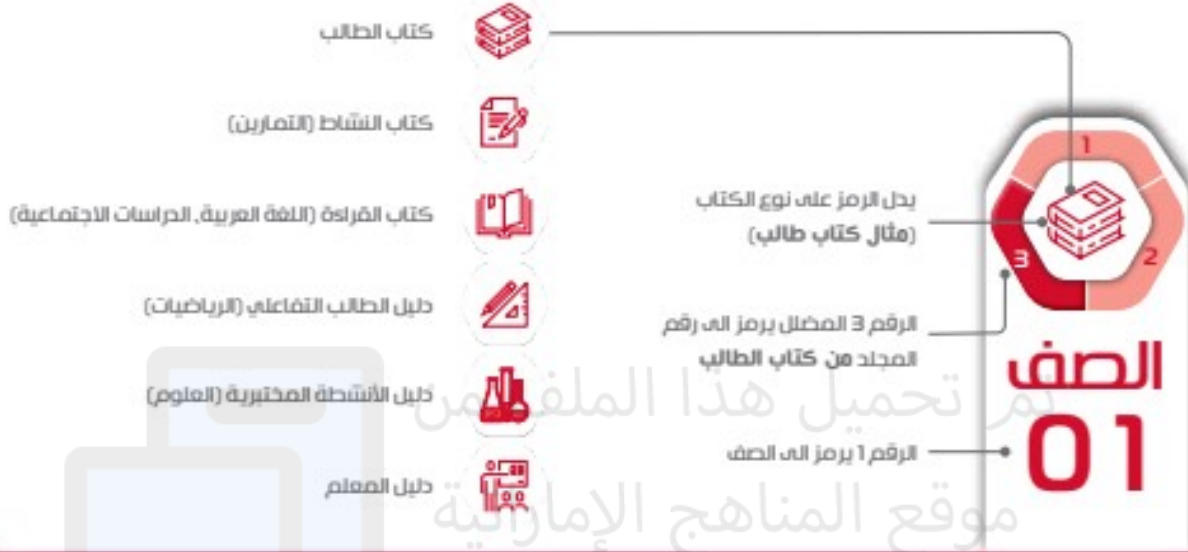 1
2
3
الصف
01
يدل الرمز على نوع الكتاب
(مثال كتاب طالب)
الرقم 3 المضلل يرمز الى رقم
المجلد من كتاب الطالب
الرقم 1 يرمز الى الصف
كتاب الطالب
كتاب النشاط (التمارين)
كتاب القراءة (اللغة العربية, الدراسات الاجتماعية)
دليل الطالب التفاعلي (الرياضيات)
دليل الأنشطة المختبرية (العلوم)
دليل المعلم
تم تحميل هذا الملف من
موقع المناهج الإماراتية